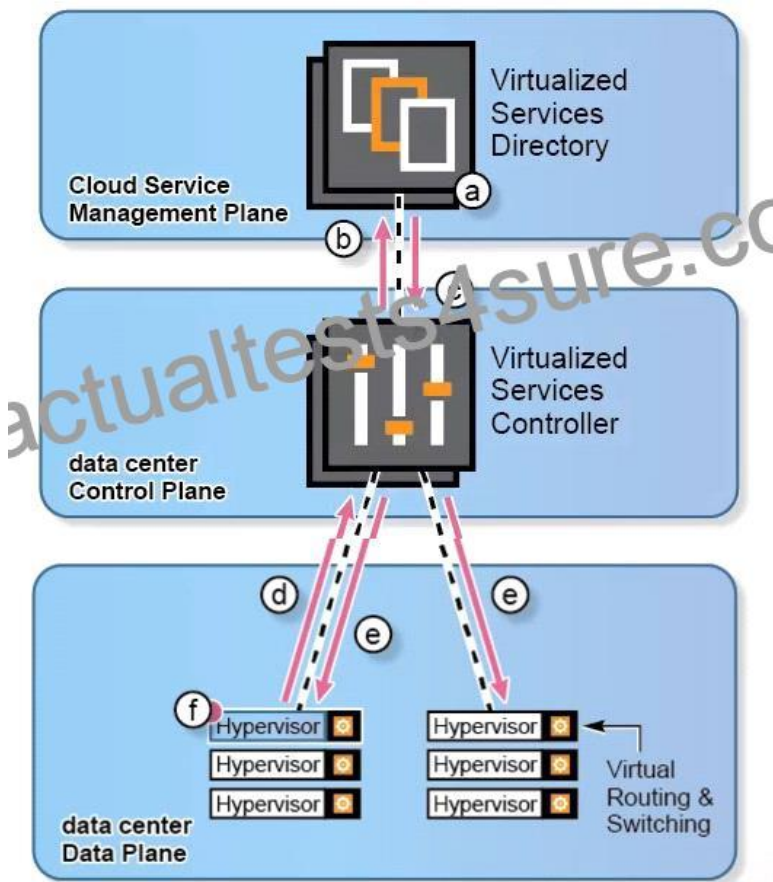 Virtualized
Services
Directory
a
Cloud Service
Management Plane
b
c
actualtests4sure.co
Virtualized
Services
Controller
data center
Control Plane
d
e
e
f
Hypervisor
Hypervisor
Hypervisor
Hypervisor
Hypervisor
Hypervisor
Virtual
Routing &
Switching
data center
Data Plane